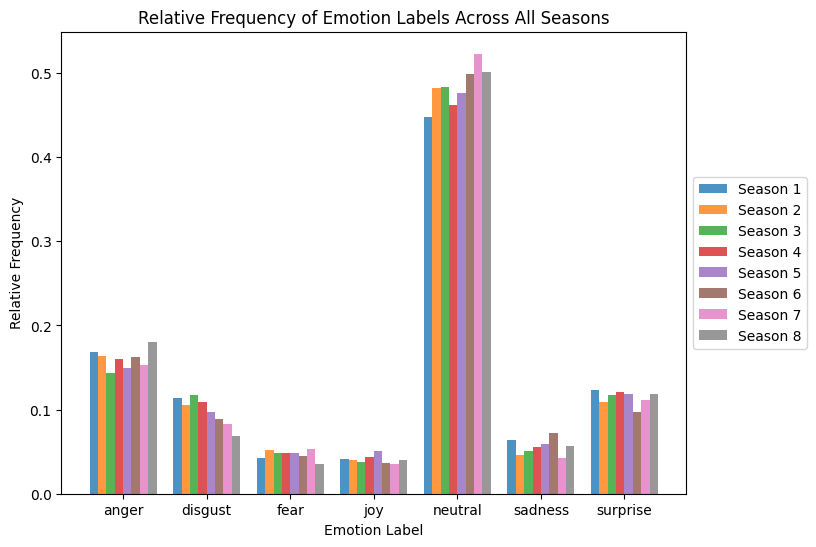 Relative Frequency of Emotion Labels Across All Seasons
Relative Frequency
0.5
0.4
0.3
0.2
0.1
0.0
anger disgust fear joy neutral sadness surprise
Emotion Label
Season 1
Season 2
Season 3
Season 4
Season 5
Season 6
Season 7
Season 8